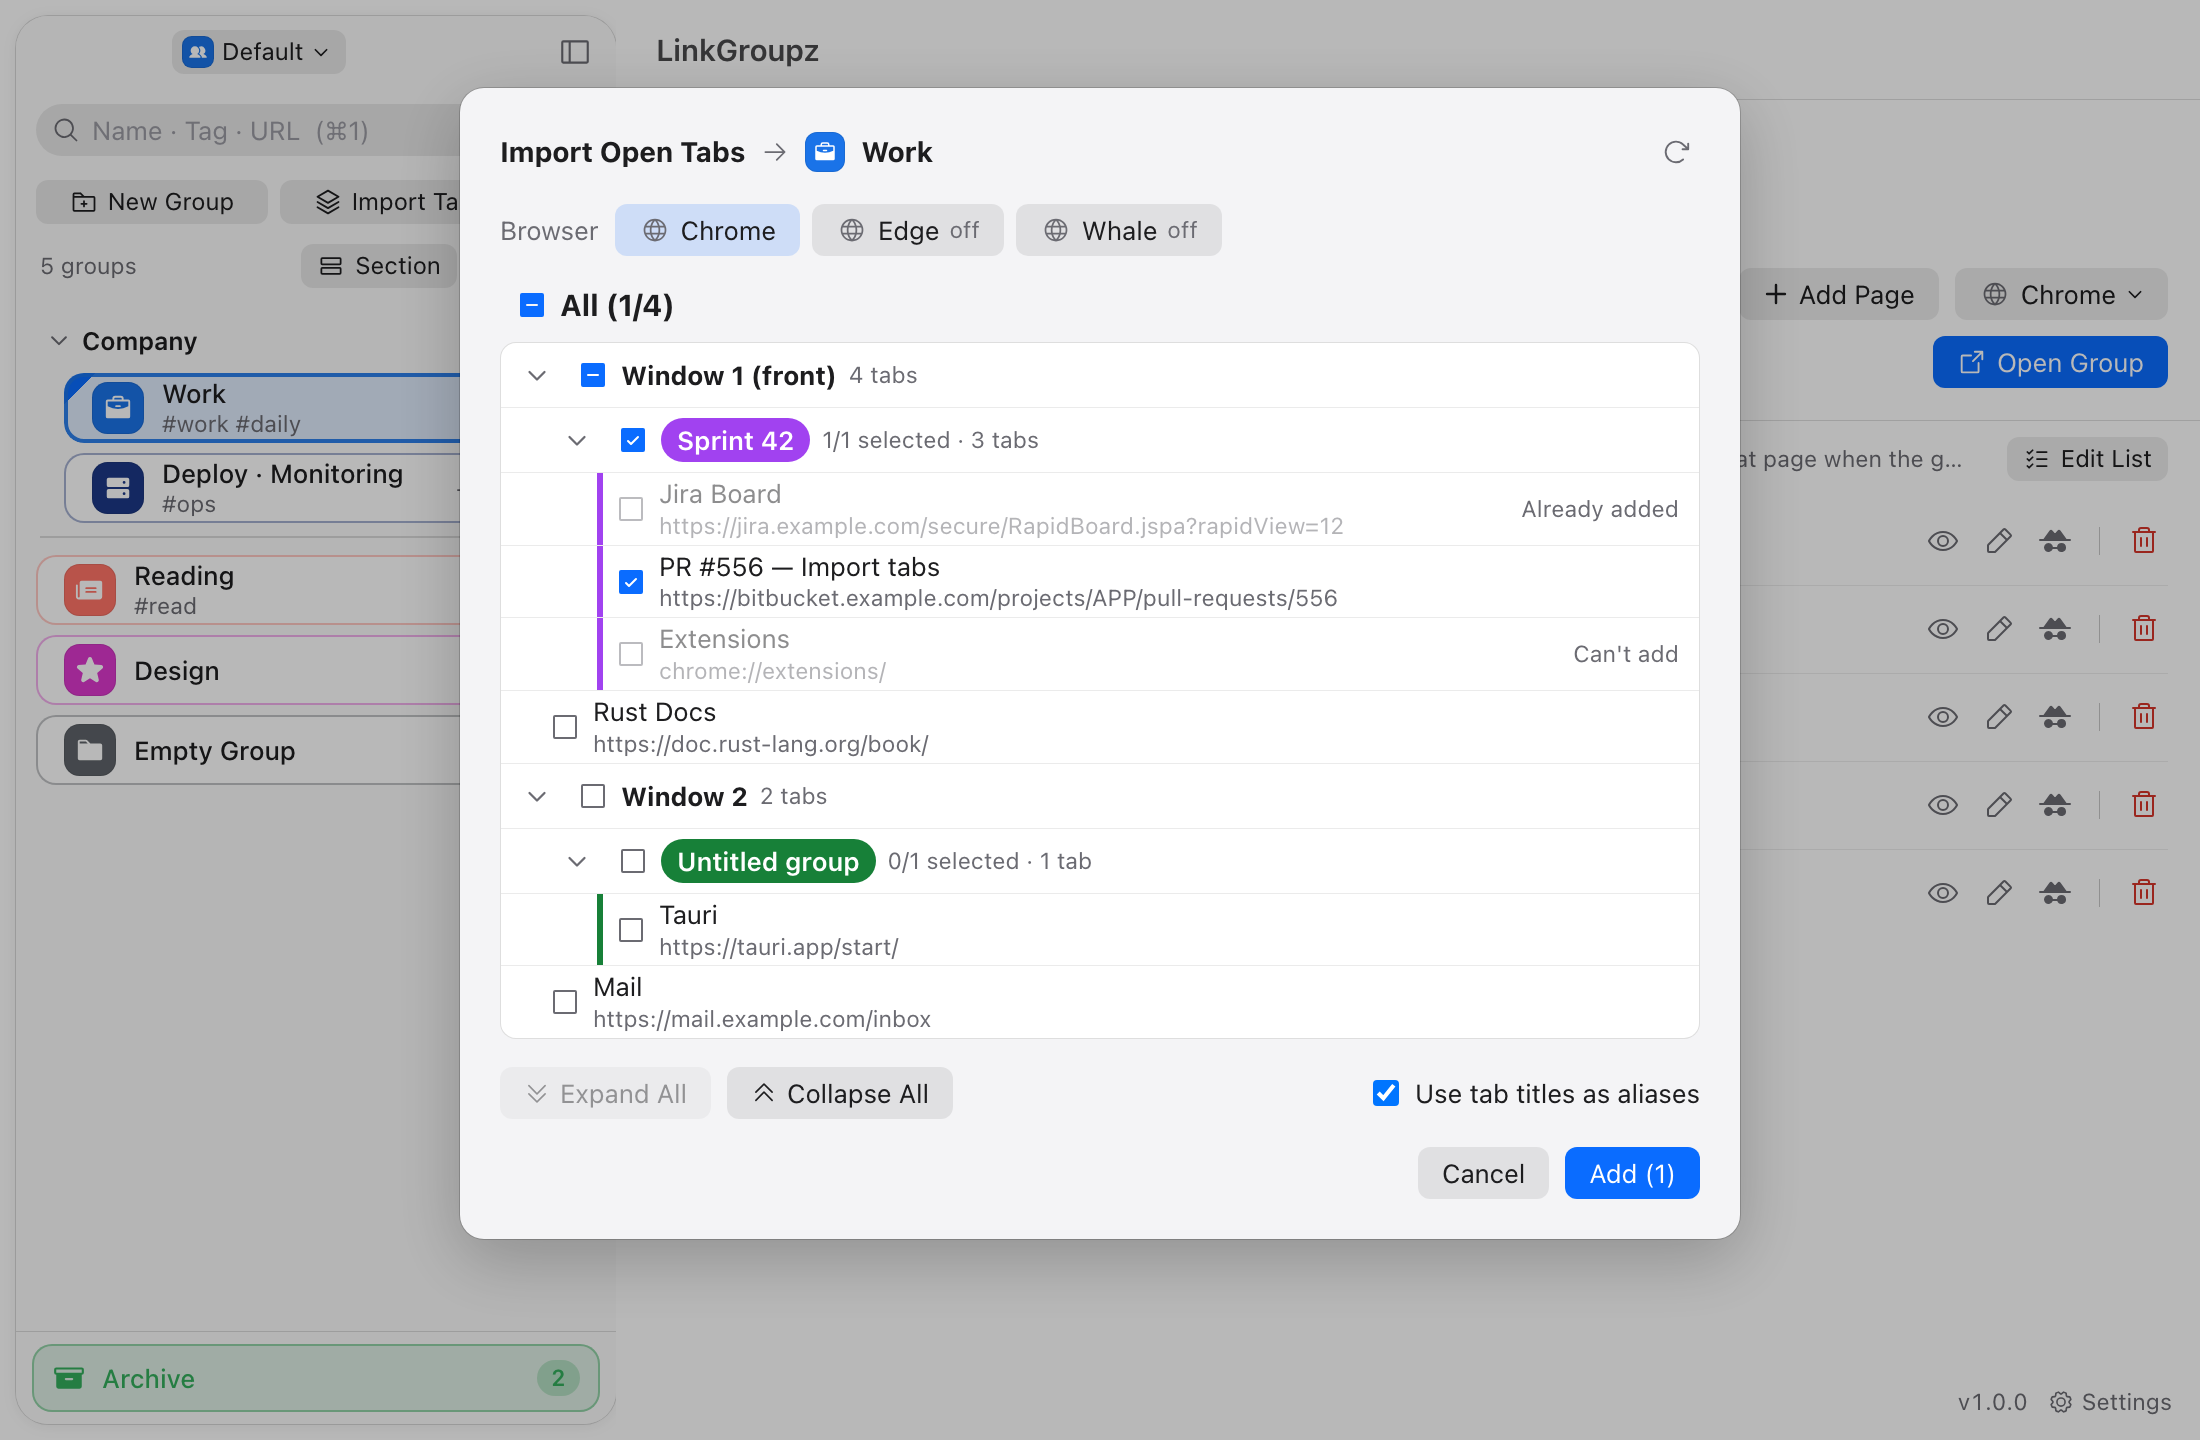 Default
LinkGroupz
Name · Tag · URL (⌘1)
New Group
Import Ta
5 groups
Section
Company
Work
#work #daily
Deploy · Monitoring
#ops
Reading
#read
Design
Empty Group
Archive
2
Import Open Tabs → Work
Browser
Chrome
Edge off
Whale off
All (1/4)
Window 1 (front) 4 tabs
Sprint 42 1/1 selected · 3 tabs
Jira Board
https://jira.example.com/secure/RapidBoard.jspa?rapidView=12
Already added
PR #556 — Import tabs
https://bitbucket.example.com/projects/APP/pull-requests/556
Extensions
chrome://extensions/
Can't add
Rust Docs
https://doc.rust-lang.org/book/
Window 2 2 tabs
Untitled group 0/1 selected · 1 tab
Tauri
https://tauri.app/start/
Mail
https://mail.example.com/inbox
Expand All
Collapse All
Use tab titles as aliases
Cancel
Add (1)
Add Page
Chrome
Open Group
at page when the g...
Edit List
v1.0.0
Settings